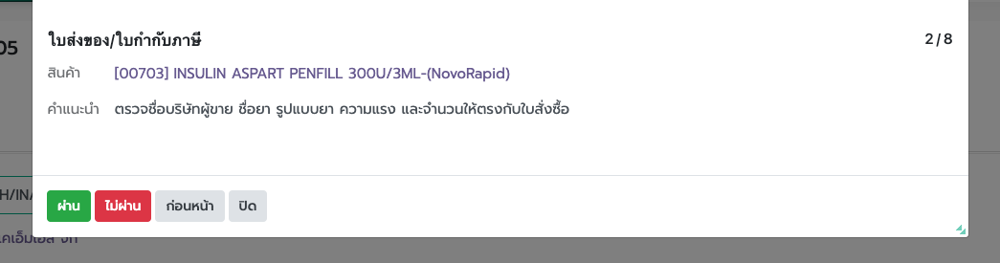 ใบส่งของ/ใบกำกับภาษี 2 / 8
05
สินค้า [00703] INSULIN ASPART PENFILL 300U/3ML-(NovoRapid)
คำแนะนำ ตรวจชื่อบริษัทผู้ขาย ชื่อยา รูปแบบยา ความแรง และจำนวนให้ตรงกับใบสั่งซื้อ
H/IN/
ผ่าน ไม่ผ่าน ก่อนหน้า ปิด